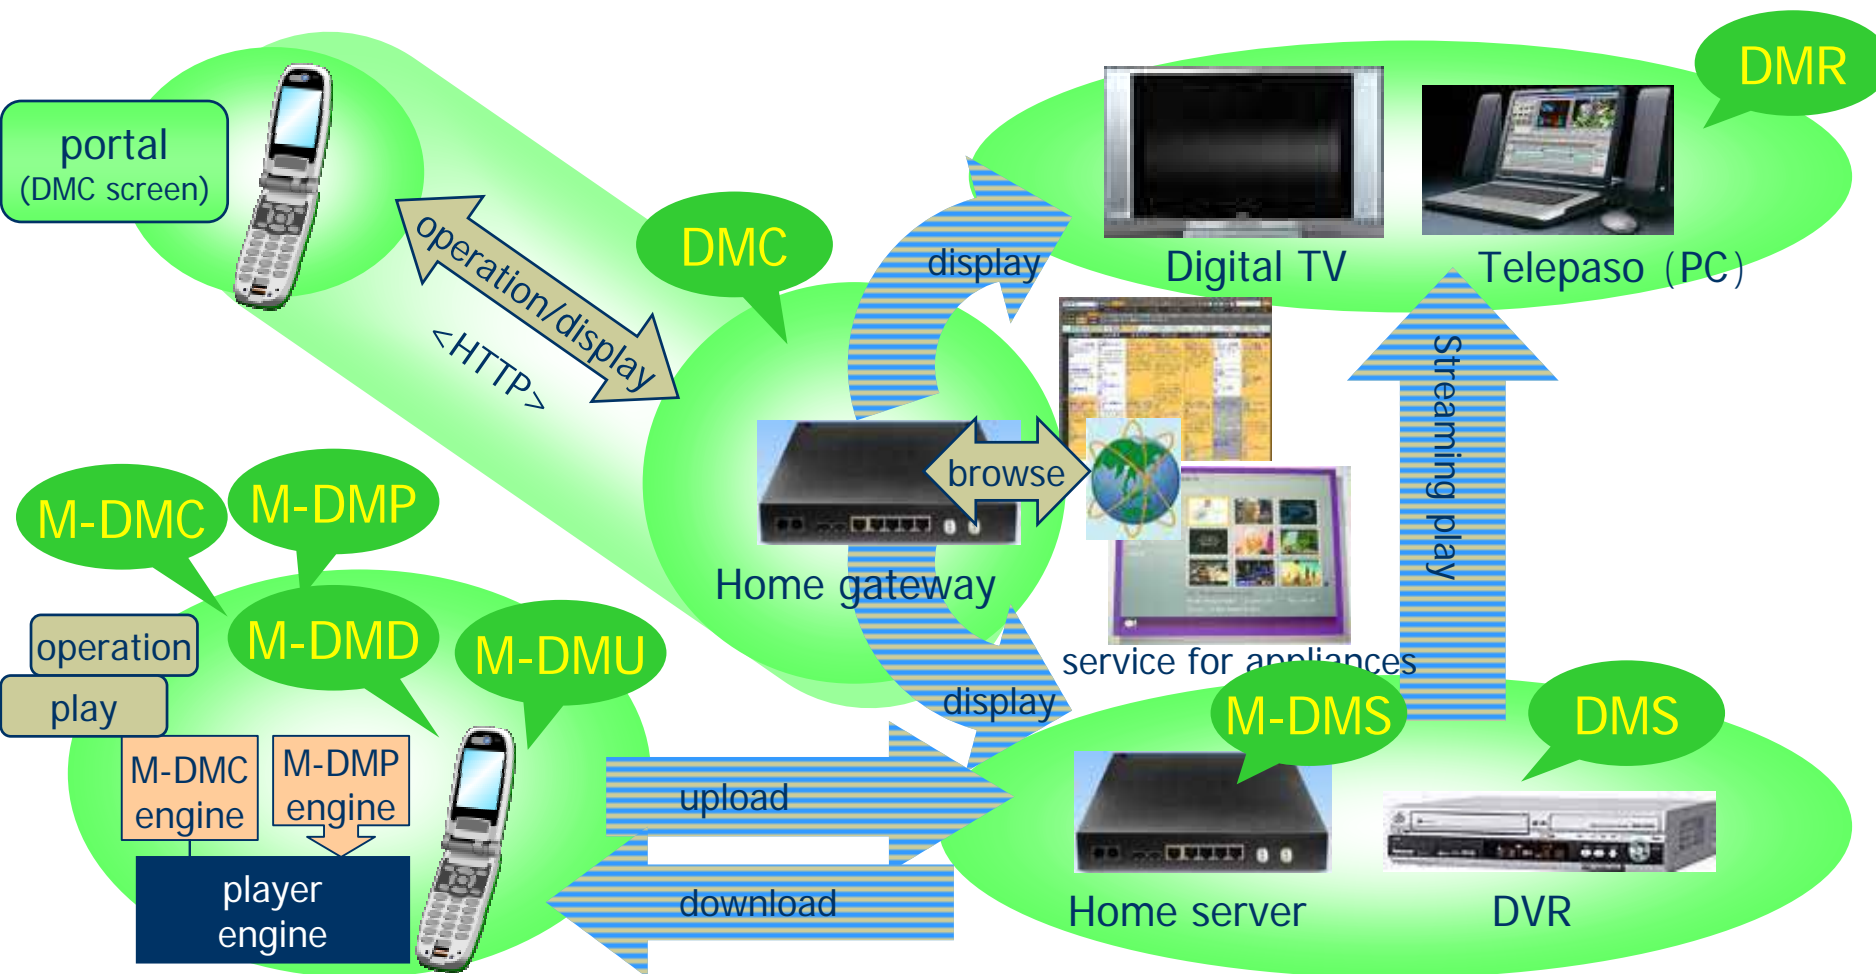 DMR
portal
(DMC screen)
operation/display
<HTTP>
DMC
display
Digital TV
Telepaso (PC)
Streaming play
browse
Home gateway
service for appliances
display
M-DMC
M-DMP
M-DMD
M-DMU
operation
play
M-DMC
engine
M-DMP
engine
player
engine
upload
download
M-DMS
DMS
Home server
DVR